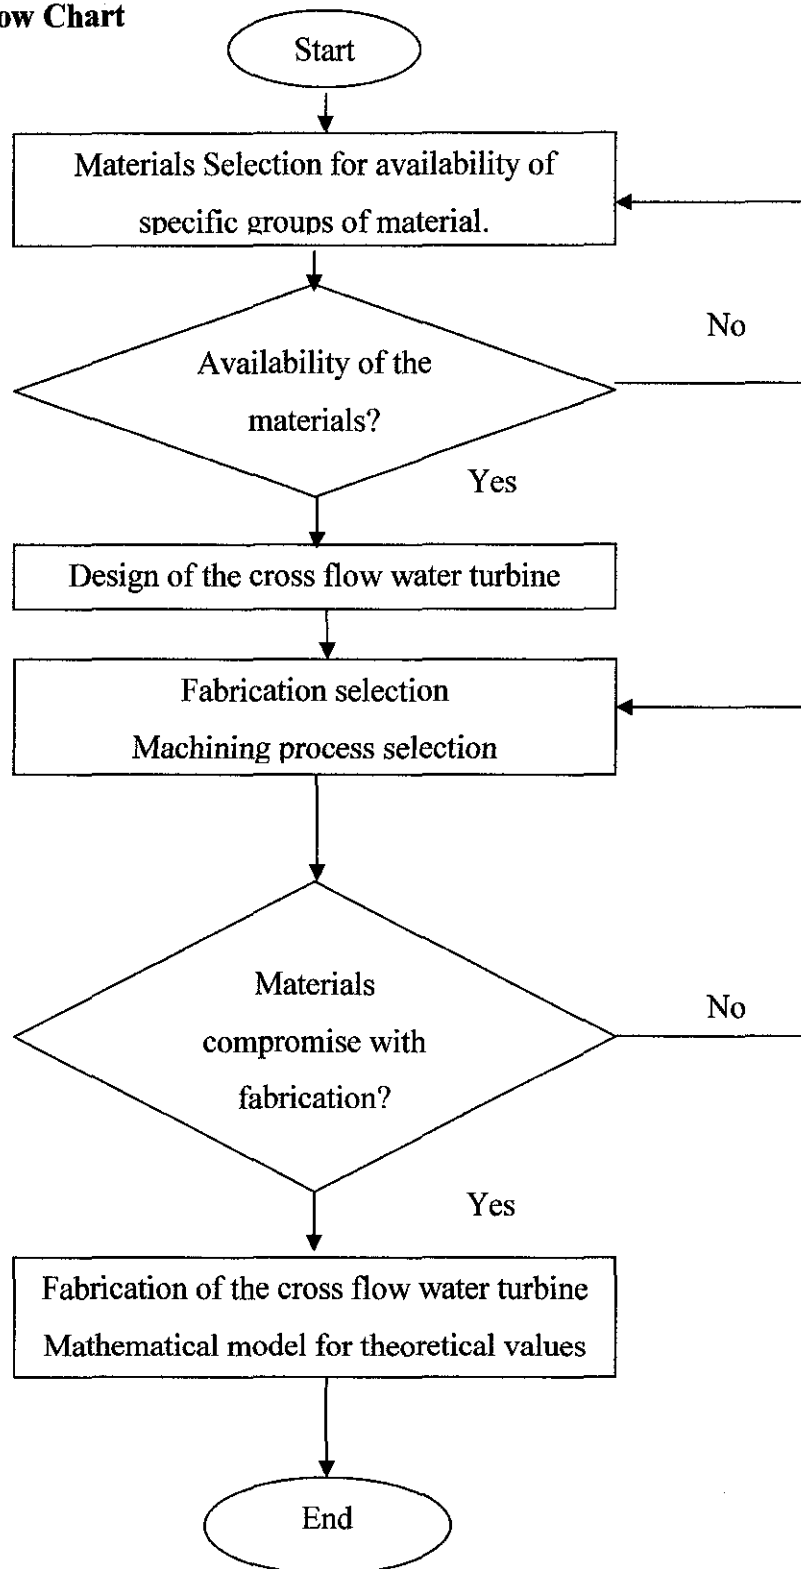 ow Chart
Start
Materials Selection for availability of
specific groups of material.
No
Availability of the
materials?
Yes
Design of the cross flow water turbine
Fabrication selection
Machining process selection
Materials
No
compromise with
fabrication?
Yes
Fabrication of the cross flow water turbine
Mathematical model for theoretical values
End